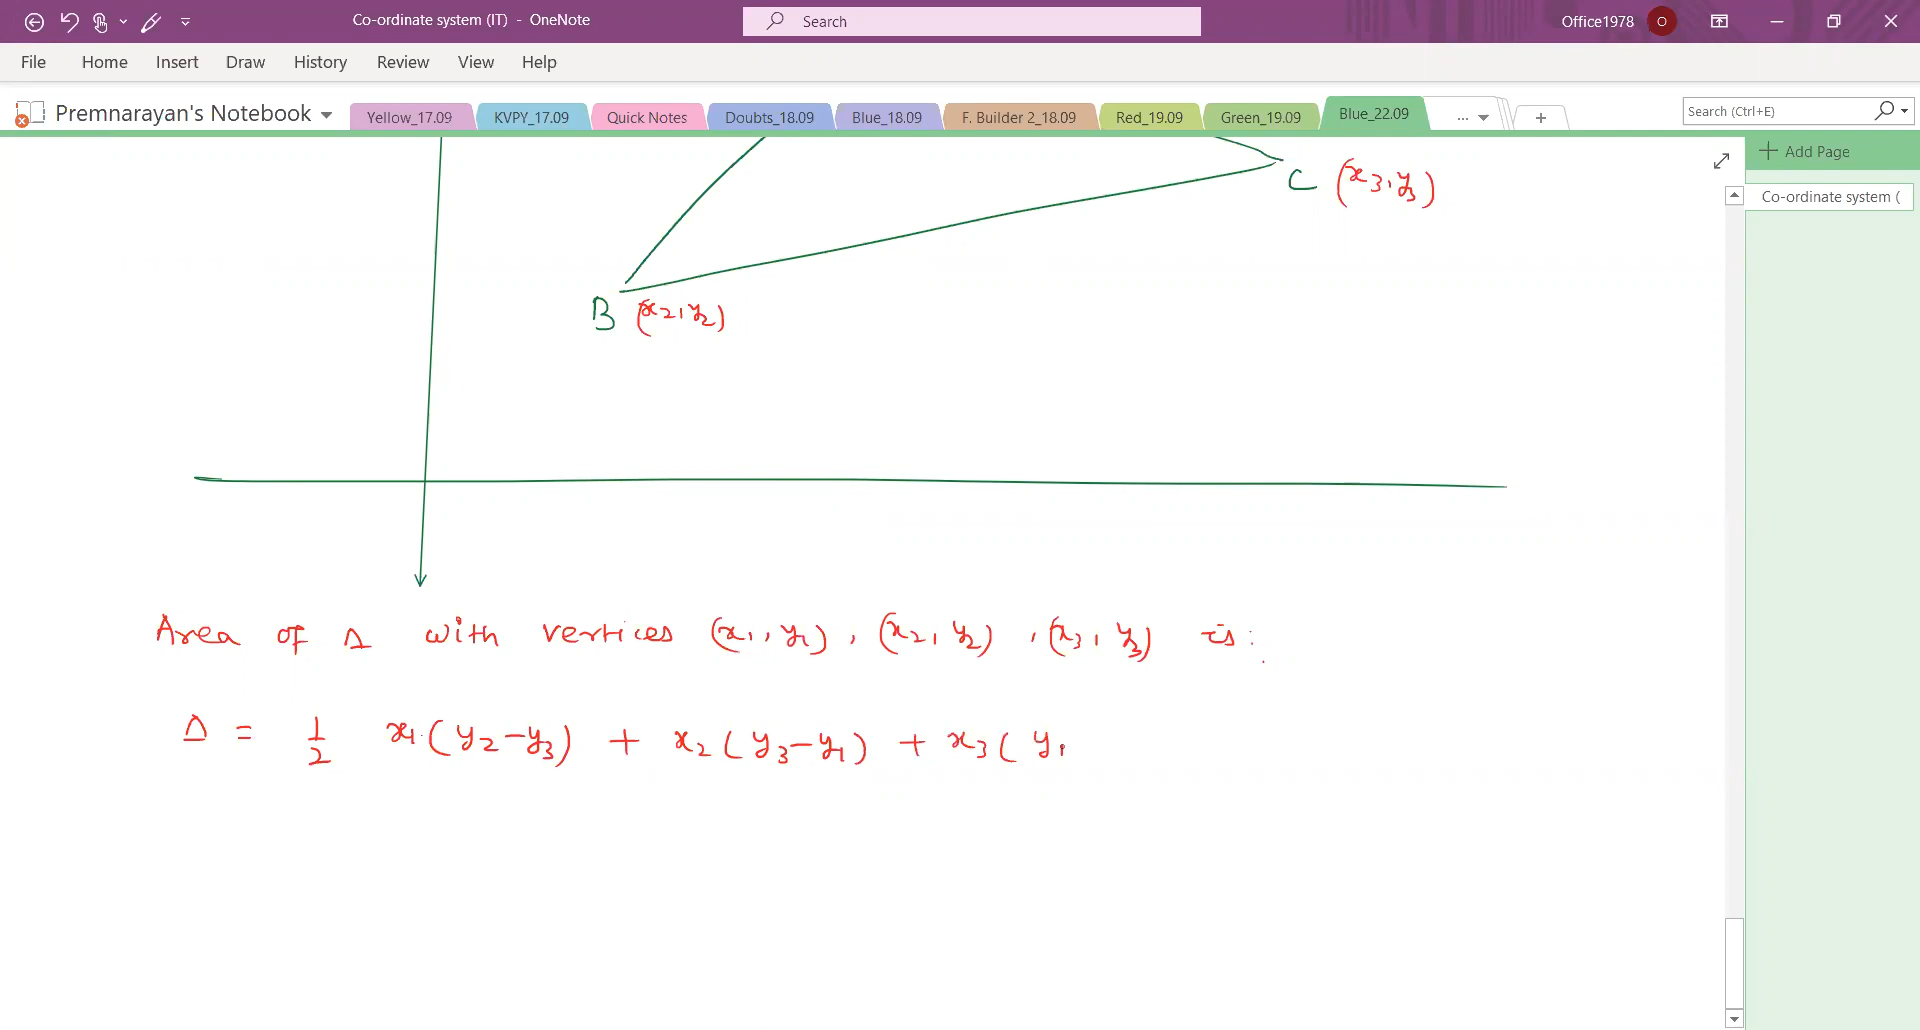 Co-ordinate system (IT) - OneNote
Search
Office1978 O
File Home Insert Draw History Review View Help
Premnarayan's Notebook Yellow_17.09 KVPY_17.09 Quick Notes Doubts_18.09 Blue_18.09 F. Builder 2_18.09 Red_19.09 Green_19.09 Blue_22.09 ... + Search (Ctrl+E)
+ Add Page
Co-ordinate system (
C (x₃, y₃)
B (x₂, y₂)
Area of Δ with vertices (x₁, y₁), (x₂, y₂), (x₃, y₃) is:
Δ = 1/2 x₁(y₂-y₃) + x₂(y₃-y₁) + x₃(y₁